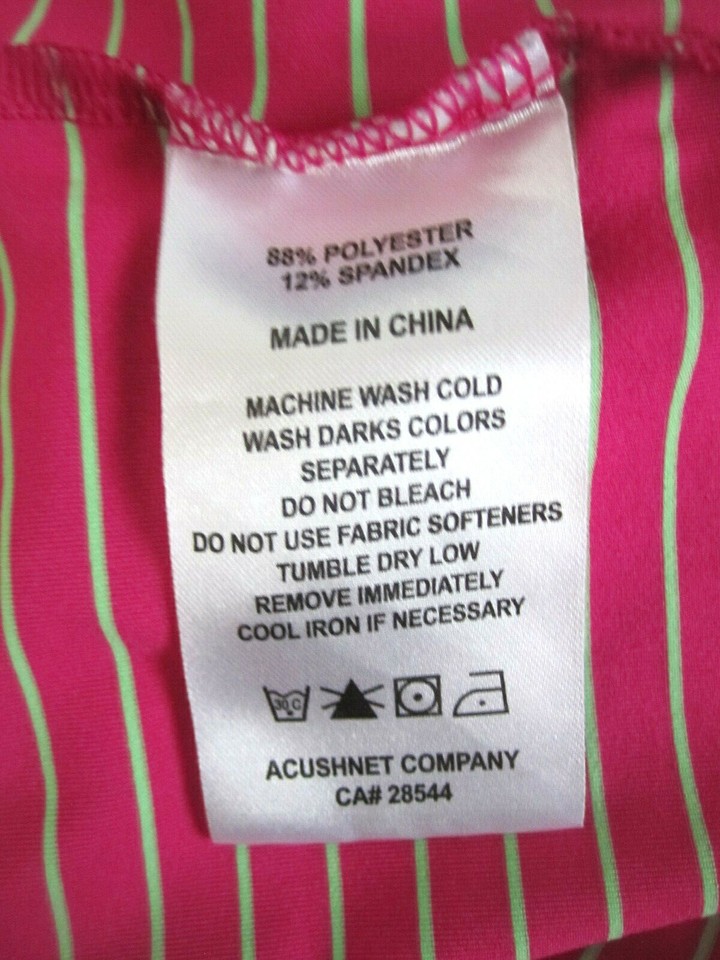 88% POLYESTER
12% SPANDEX
MADE IN CHINA
MACHINE WASH COLD
WASH DARKS COLORS
SEPARATELY
DO NOT BLEACH
DO NOT USE FABRIC SOFTENERS
TUMBLE DRY LOW
REMOVE IMMEDIATELY
COOL IRON IF NECESSARY
30 C
ACUSHNET COMPANY
CA# 28544